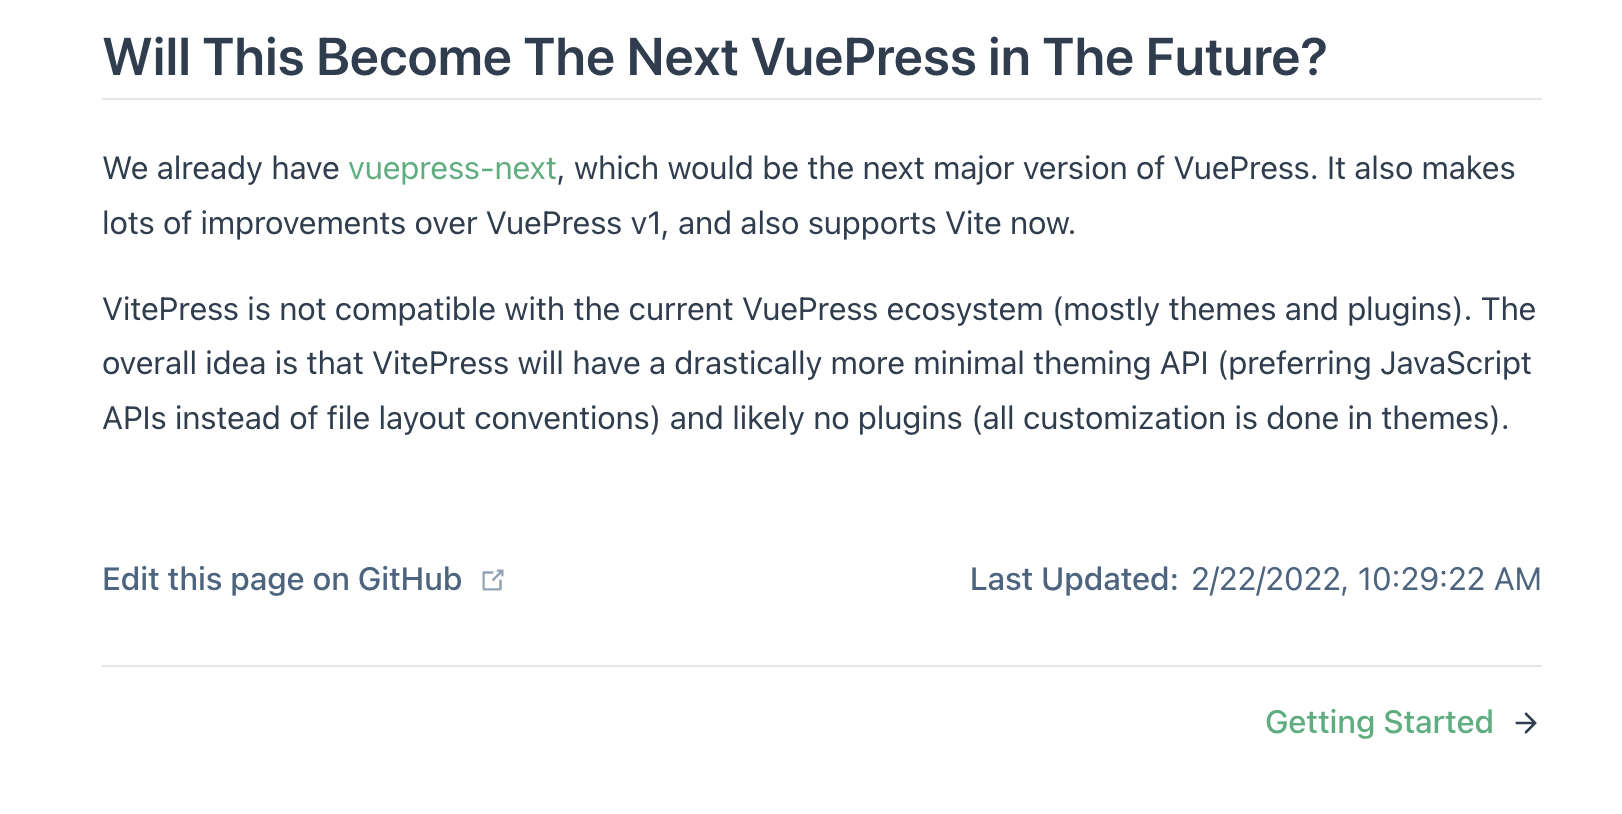 Will This Become The Next VuePress in The Future?
We already have vuepress-next, which would be the next major version of VuePress. It also makes
lots of improvements over VuePress v1, and also supports Vite now.
VitePress is not compatible with the current VuePress ecosystem (mostly themes and plugins). The
overall idea is that VitePress will have a drastically more minimal theming API (preferring JavaScript
APIs instead of file layout conventions) and likely no plugins (all customization is done in themes).
Edit this page on GitHub
Last Updated: 2/22/2022, 10:29:22 AM
Getting Started →